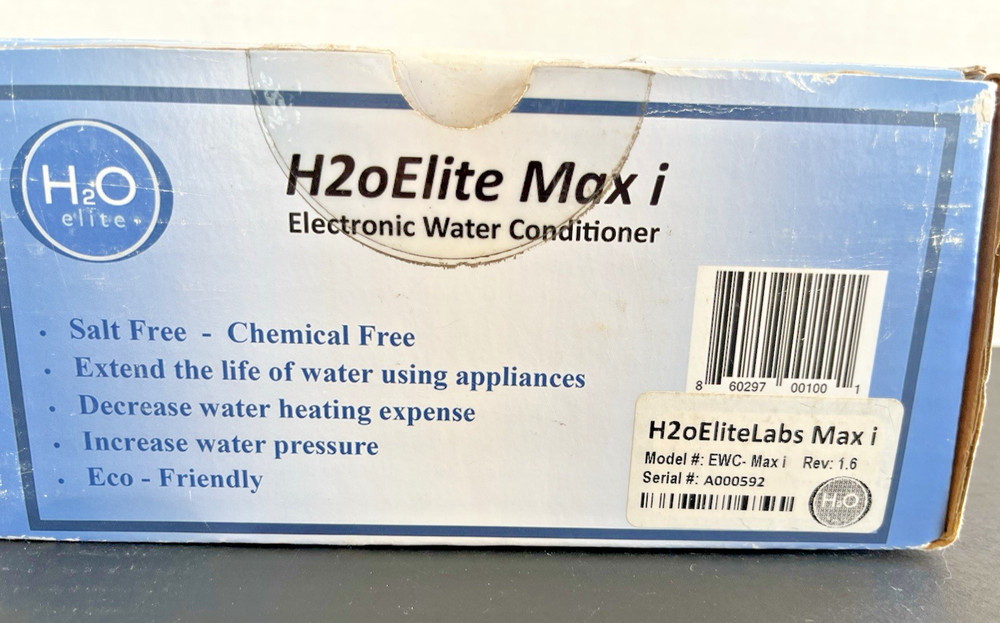 H2O
elite
H2oElite Max i
Electronic Water Conditioner
• Salt Free - Chemical Free
• Extend the life of water using appliances
• Decrease water heating expense
• Increase water pressure
• Eco - Friendly
8 60297 00100 1
H2oEliteLabs Max i
Model #: EWC- Max i Rev: 1.6
Serial #: A000592
H2O